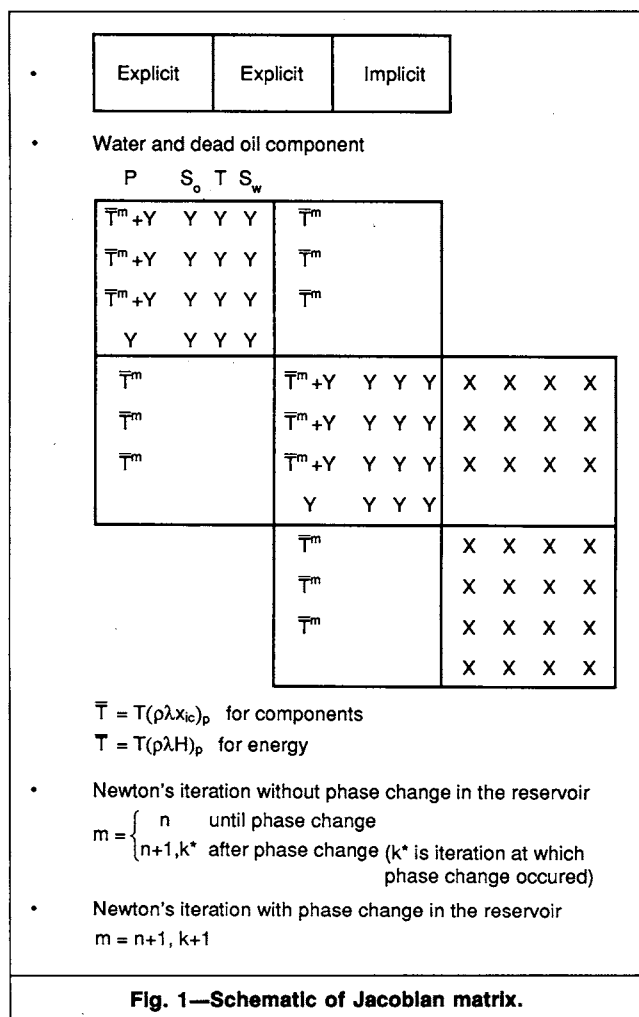 • Explicit Explicit Implicit
• Water and dead oil component
P S_o T S_w
T̿ᵐ+Y Y Y Y T̿ᵐ
T̿ᵐ+Y Y Y Y T̿ᵐ
T̿ᵐ+Y Y Y Y T̿ᵐ
Y Y Y Y
T̿ᵐ T̿ᵐ+Y Y Y Y X X X X
T̿ᵐ T̿ᵐ+Y Y Y Y X X X X
T̿ᵐ T̿ᵐ+Y Y Y Y X X X X
Y Y Y Y
T̿ᵐ X X X X
T̿ᵐ X X X X
T̿ᵐ X X X X
X X X X
T̿ = T(ρλx_ic)_p for components
T̅ = T(ρλH)_p for energy
• Newton's iteration without phase change in the reservoir
m = { n until phase change
n+1,k* after phase change (k* is iteration at which
phase change occured)
• Newton's iteration with phase change in the reservoir
m = n+1, k+1
Fig. 1—Schematic of Jacobian matrix.